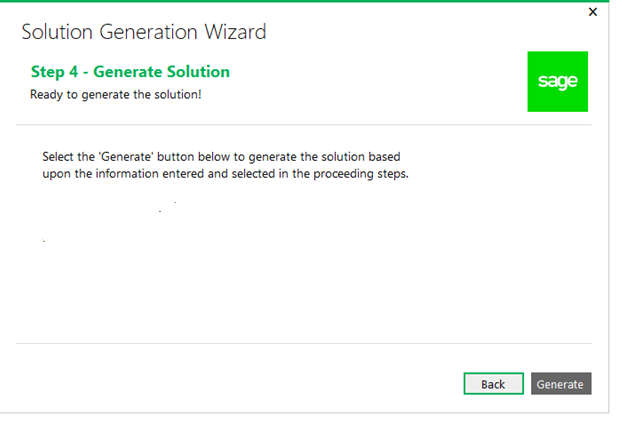 Solution Generation Wizard
Step 4 - Generate Solution
Ready to generate the solution!
sage
Select the 'Generate' button below to generate the solution based
upon the information entered and selected in the proceeding steps.
Back
Generate